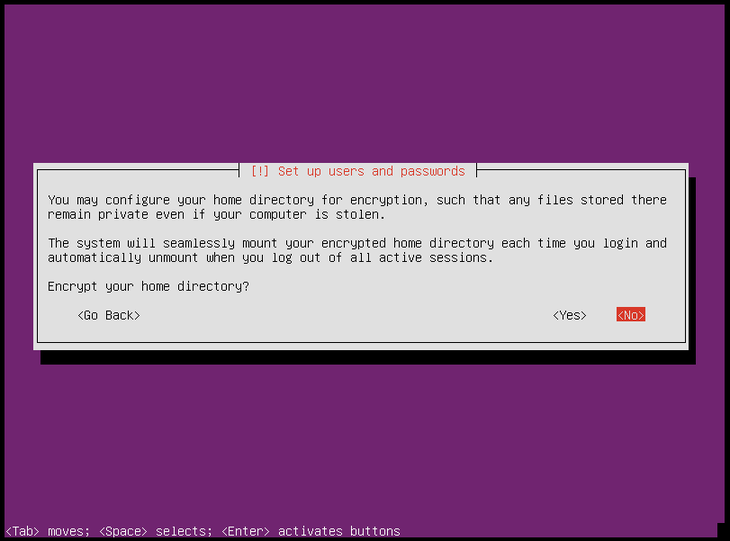 [!] Set up users and passwords
You may configure your home directory for encryption, such that any files stored there
remain private even if your computer is stolen.
The system will seamlessly mount your encrypted home directory each time you login and
automatically unmount when you log out of all active sessions.
Encrypt your home directory?
<Go Back> <Yes> <No>
<Tab> moves; <Space> selects; <Enter> activates buttons